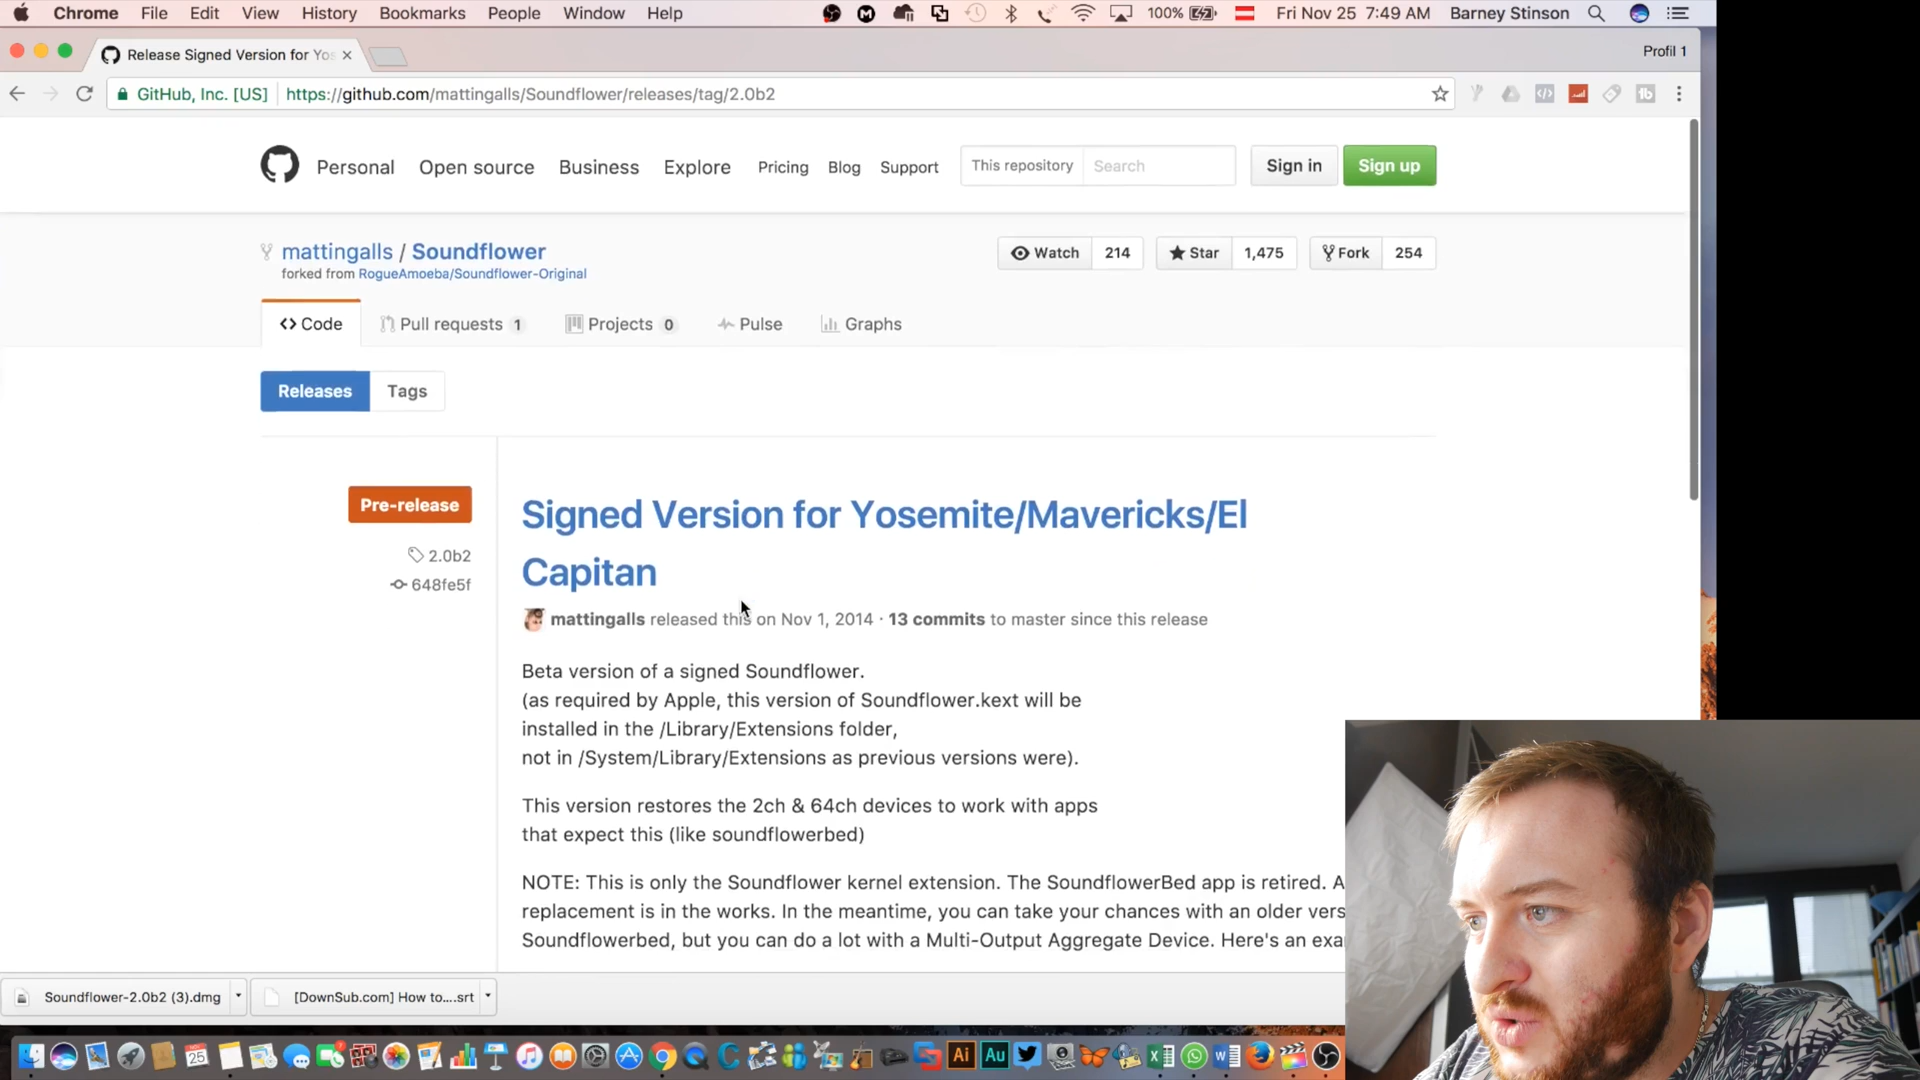 Chrome File Edit View History Bookmarks People Window Help 100% Fri Nov 25 7:49 AM Barney Stinson
Release Signed Version for Yos
Profil 1
GitHub, Inc. [US] https://github.com/mattingalls/Soundflower/releases/tag/2.0b2
Personal Open source Business Explore Pricing Blog Support This repository Search Sign in Sign up
mattingalls / Soundflower
Watch 214 Star 1,475 Fork 254
forked from RogueAmoeba/Soundflower-Original
Code Pull requests 1 Projects 0 Pulse Graphs
Releases Tags
Pre-release
2.0b2
648fe5f
Signed Version for Yosemite/Mavericks/El
Capitan
mattingalls released this on Nov 1, 2014 · 13 commits to master since this release
Beta version of a signed Soundflower.
(as required by Apple, this version of Soundflower.kext will be
installed in the /Library/Extensions folder,
not in /System/Library/Extensions as previous versions were).
This version restores the 2ch & 64ch devices to work with apps
that expect this (like soundflowerbed)
NOTE: This is only the Soundflower kernel extension. The SoundflowerBed app is retired. A
replacement is in the works. In the meantime, you can take your chances with an older vers
Soundflowerbed, but you can do a lot with a Multi-Output Aggregate Device. Here's an exa
Soundflower-2.0b2 (3).dmg
[DownSub.com] How to....srt
25 Ai Au